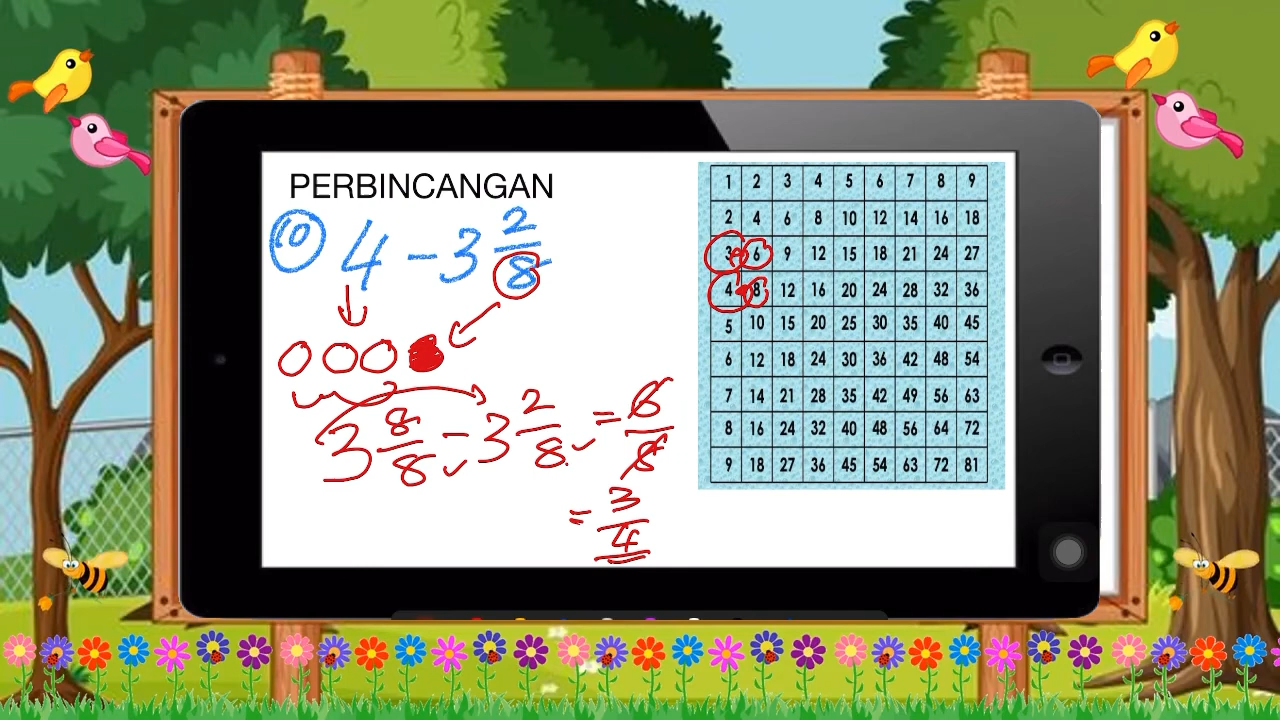 PERBINCANGAN
10 4 - 3 2/8
3 8/8 - 3 2/8 = 6/8
= 3/4
1 2 3 4 5 6 7 8 9
2 4 6 8 10 12 14 16 18
3 6 9 12 15 18 21 24 27
4 8 12 16 20 24 28 32 36
5 10 15 20 25 30 35 40 45
6 12 18 24 30 36 42 48 54
7 14 21 28 35 42 49 56 63
8 16 24 32 40 48 56 64 72
9 18 27 36 45 54 63 72 81